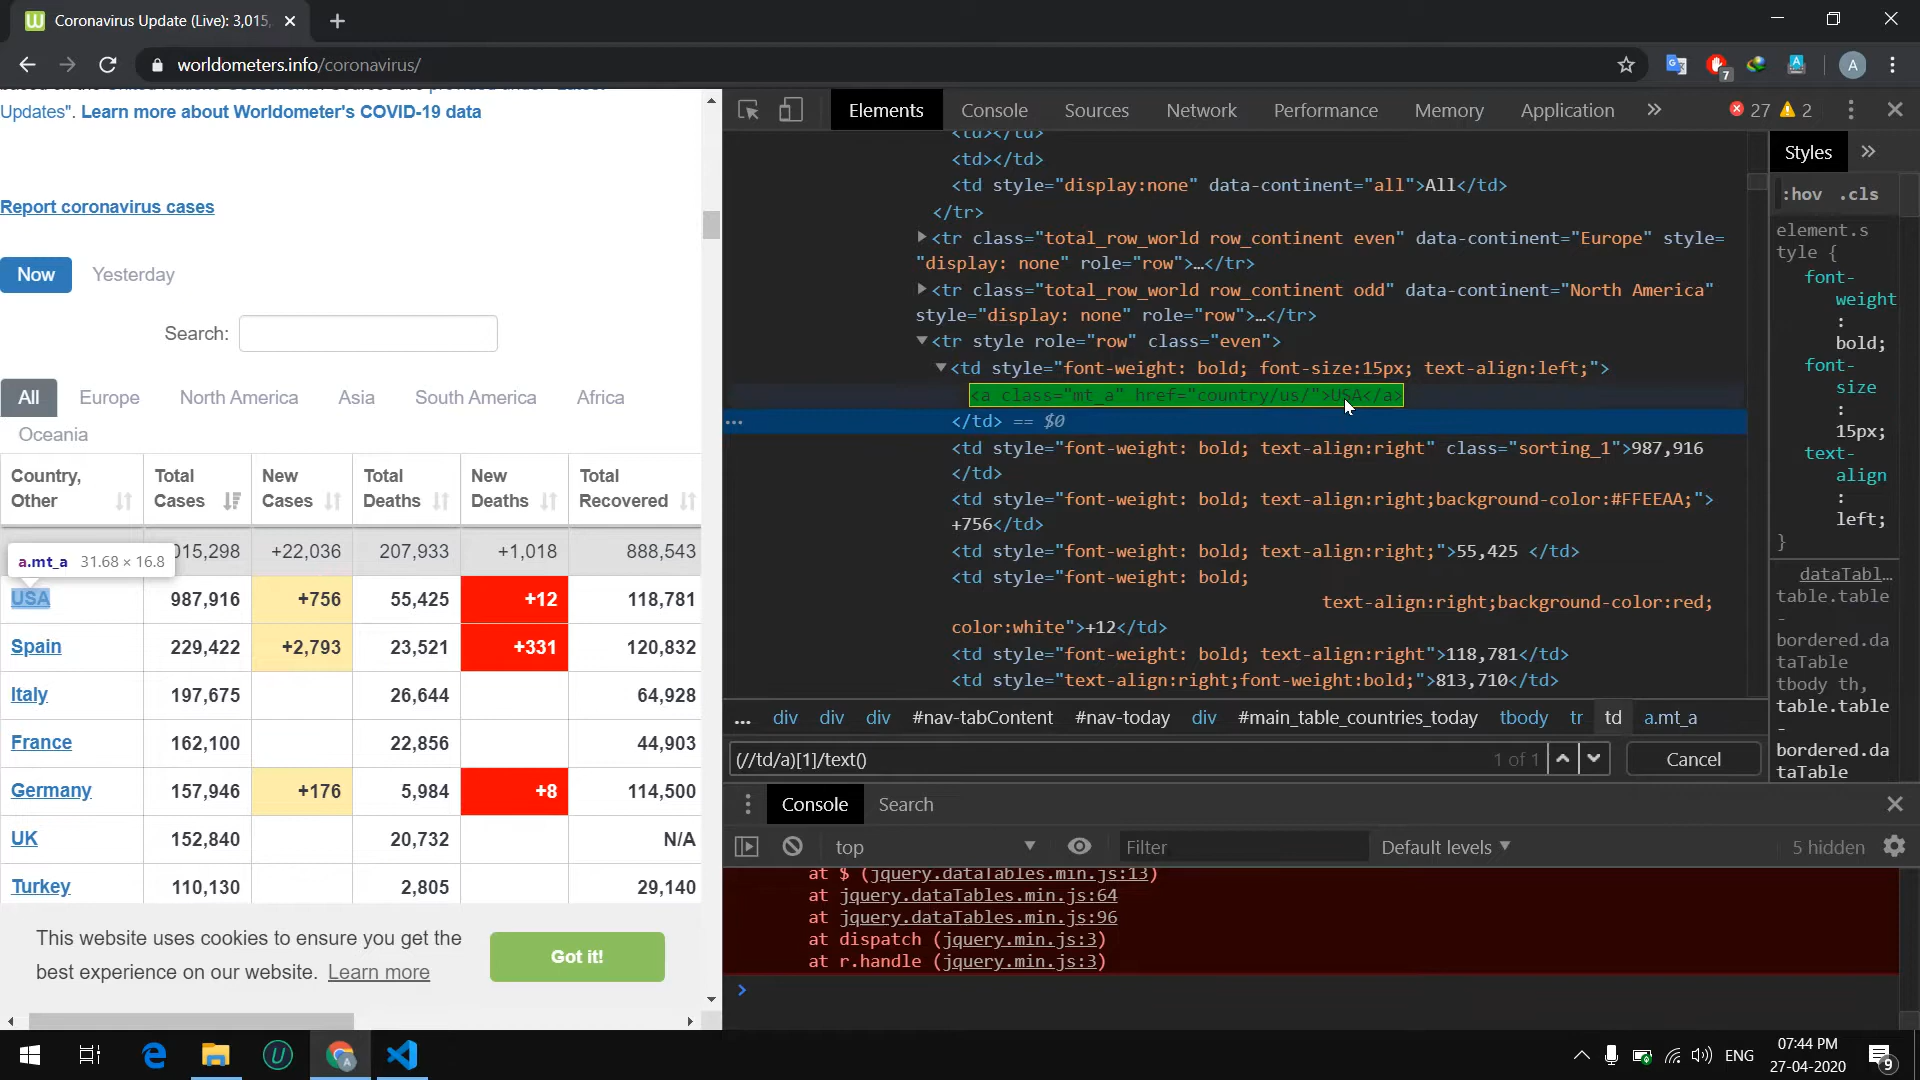 Coronavirus Update (Live): 3,015,
worldometers.info/coronavirus/
7
A
Updates". Learn more about Worldometer's COVID-19 data
Report coronavirus cases
Now
Yesterday
Search:
All Europe North America Asia South America Africa
Oceania
Country, Other Total Cases New Cases Total Deaths New Deaths Total Recovered
015,298 +22,036 207,933 +1,018 888,543
a.mt_a 31.68 × 16.8
USA 987,916 +756 55,425 +12 118,781
Spain 229,422 +2,793 23,521 +331 120,832
Italy 197,675 26,644 64,928
France 162,100 22,856 44,903
Germany 157,946 +176 5,984 +8 114,500
UK 152,840 20,732 N/A
Turkey 110,130 2,805 29,140
This website uses cookies to ensure you get the
best experience on our website. Learn more
Got it!
Elements Console Sources Network Performance Memory Application » 27 2
<td></td>
<td style="display:none" data-continent="all">All</td>
</tr>
<tr class="total_row_world row_continent even" data-continent="Europe" style=
"display: none" role="row">…</tr>
<tr class="total_row_world row_continent odd" data-continent="North America"
style="display: none" role="row">…</tr>
<tr style role="row" class="even">
<td style="font-weight: bold; font-size:15px; text-align:left;">
<a class="mt_a" href="country/us/">USA</a>
… </td> == $0
<td style="font-weight: bold; text-align:right" class="sorting_1">987,916
</td>
<td style="font-weight: bold; text-align:right;background-color:#FFEEAA;">
+756</td>
<td style="font-weight: bold; text-align:right;">55,425 </td>
<td style="font-weight: bold;
text-align:right;background-color:red;
color:white">+12</td>
<td style="font-weight: bold; text-align:right">118,781</td>
<td style="text-align:right;font-weight:bold;">813,710</td>
... div div div #nav-tabContent #nav-today div #main_table_countries_today tbody tr td a.mt_a
(//td/a)[1]/text()
1 of 1
Cancel
Styles »
:hov .cls
element.s
tyle {
font-
weight
:
bold;
font-
size
:
15px;
text-
align
:
left;
}
dataTabl…
table.table
-
bordered.da
taTable
tbody th,
table.table
-
bordered.da
taTable
Console Search
top
Filter
Default levels
5 hidden
at $ (jquery.dataTables.min.js:13)
at jquery.dataTables.min.js:64
at jquery.dataTables.min.js:96
at dispatch (jquery.min.js:3)
at r.handle (jquery.min.js:3)
>
ENG
07:44 PM
27-04-2020
9